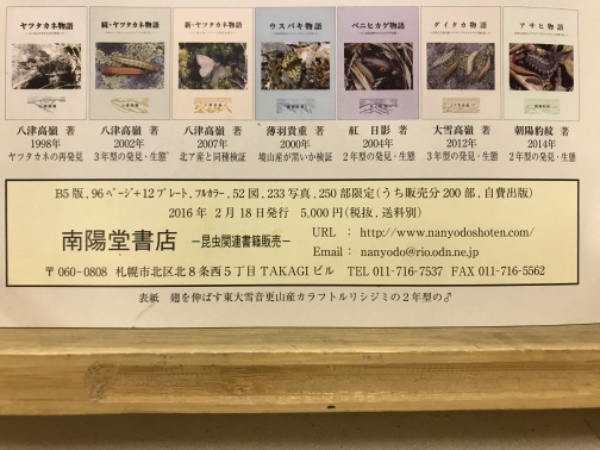 ヤツタカネ物語
続・ヤツタカネ物語
新・ヤツタカネ物語
ウスバキ物語
ベニヒカゲ物語
ダイタカ物語
アサヒ物語
八津高嶺 著 八津高嶺 著 八津高嶺 著 薄羽貴重 著 紅 日影 著 大雪高嶺 著 朝陽豹紋 著
1998年 2002年 2007年 2000年 2004年 2012年 2014年
ヤツタカネの再発見 3年型の発見・生態 北ア産と同種検証 境山産が黒いか検証 2年型の発見・生態 3年型の発見・生態 2年型の発見・生態
B5版, 96ページ+12プレート, フルカラー, 52図, 233写真, 250部限定(うち販売分200部, 自費出版)
2016年 2月18日発行 5,000円(税抜, 送料別)
南陽堂書店 -昆虫関連書籍販売-
URL : http://www.nanyodoshoten.com/
Email : nanyodo@rio.odn.ne.jp
〒060-0808 札幌市北区北8条西5丁目TAKAGIビル TEL 011-716-7537 FAX 011-716-5562
表紙 翅を伸ばす東大雪音更山産カラフトルリシジミの2年型の♂